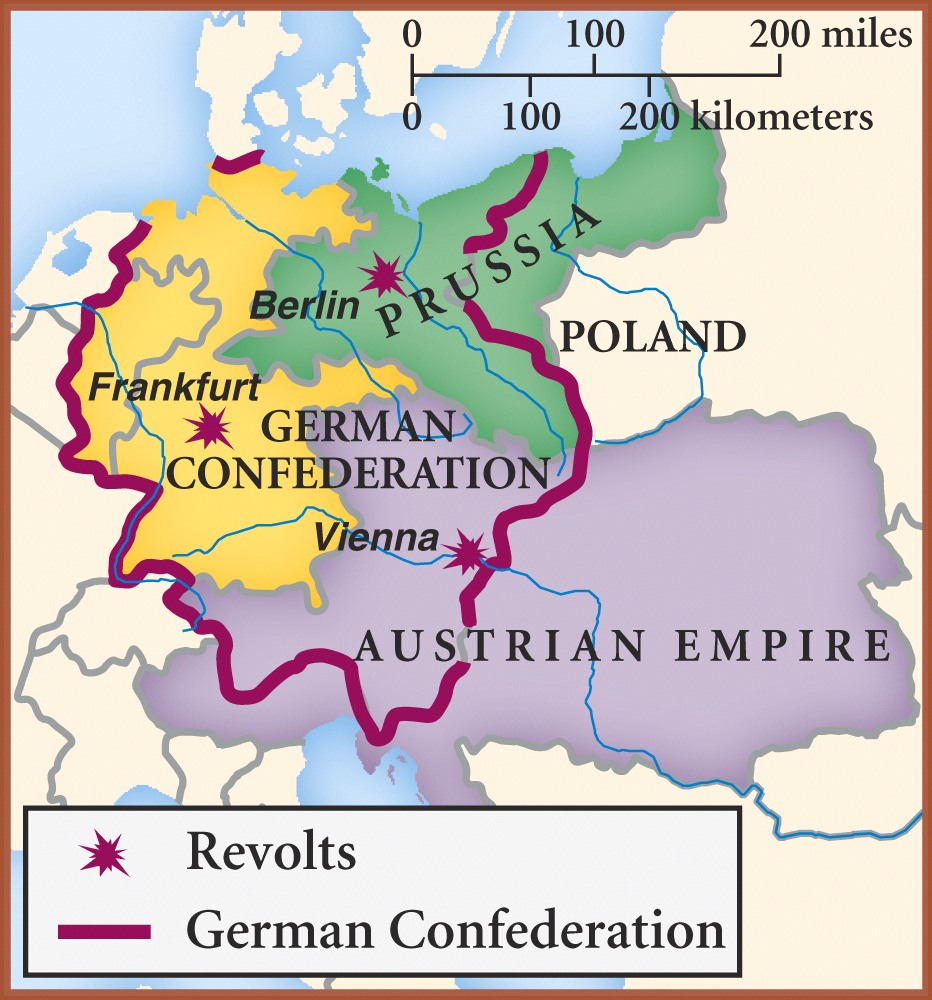 0 100 200 miles
0 100 200 kilometers
PRUSSIA
Berlin
POLAND
Frankfurt
GERMAN
CONFEDERATION
Vienna
AUSTRIAN EMPIRE
Revolts
German Confederation